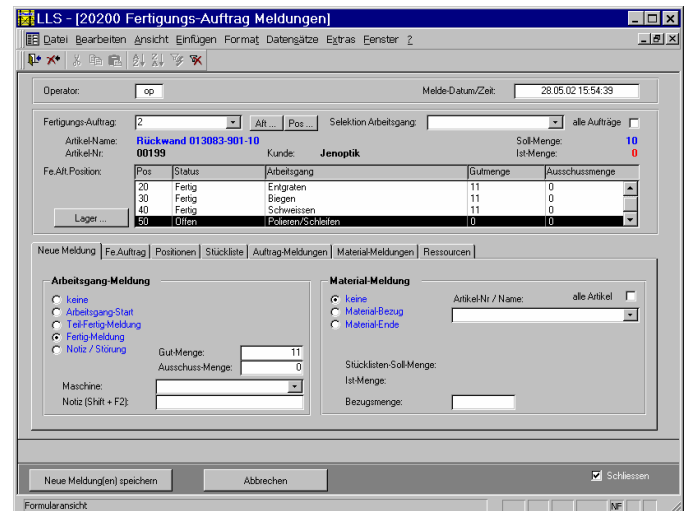 LLS - [20200 Fertigungs-Auftrag Meldungen]
Datei Bearbeiten Ansicht Einfügen Format Datensätze Extras Fenster ?
Operator: op Melde-Datum/Zeit: 28.05.02 15:54:39
Fertigungs-Auftrag: 2 Aft ... Pos ... Selektion Arbeitsgang: alle Aufträge
Artikel-Name: Rückwand 013083-901-10 Soll-Menge: 10
Artikel-Nr: 00199 Kunde: Jenoptik Ist-Menge: 0
Fe.Aft.Position: Pos Status Arbeitsgang Gutmenge Ausschussmenge
20 Fertig Entgraten 11 0
30 Fertig Biegen 11 0
40 Fertig Schweissen 11 0
Lager ... 50 Offen Polieren/Schleifen 0 0
Neue Meldung Fe.Auftrag Positionen Stückliste Auftrag-Meldungen Material-Meldungen Ressourcen
Arbeitsgang-Meldung Material-Meldung
keine keine Artikel-Nr / Name: alle Artikel
Arbeitsgang-Start Material-Bezug
Teil-Fertig-Meldung Material-Ende
Fertig-Meldung
Notiz / Störung Gut-Menge: 11
Ausschuss-Menge: 0 Stücklisten-Soll-Menge:
Maschine: Ist-Menge:
Notiz (Shift + F2): Bezugsmenge:
Neue Meldung(en) speichern Abbrechen Schliessen
Formularansicht NF